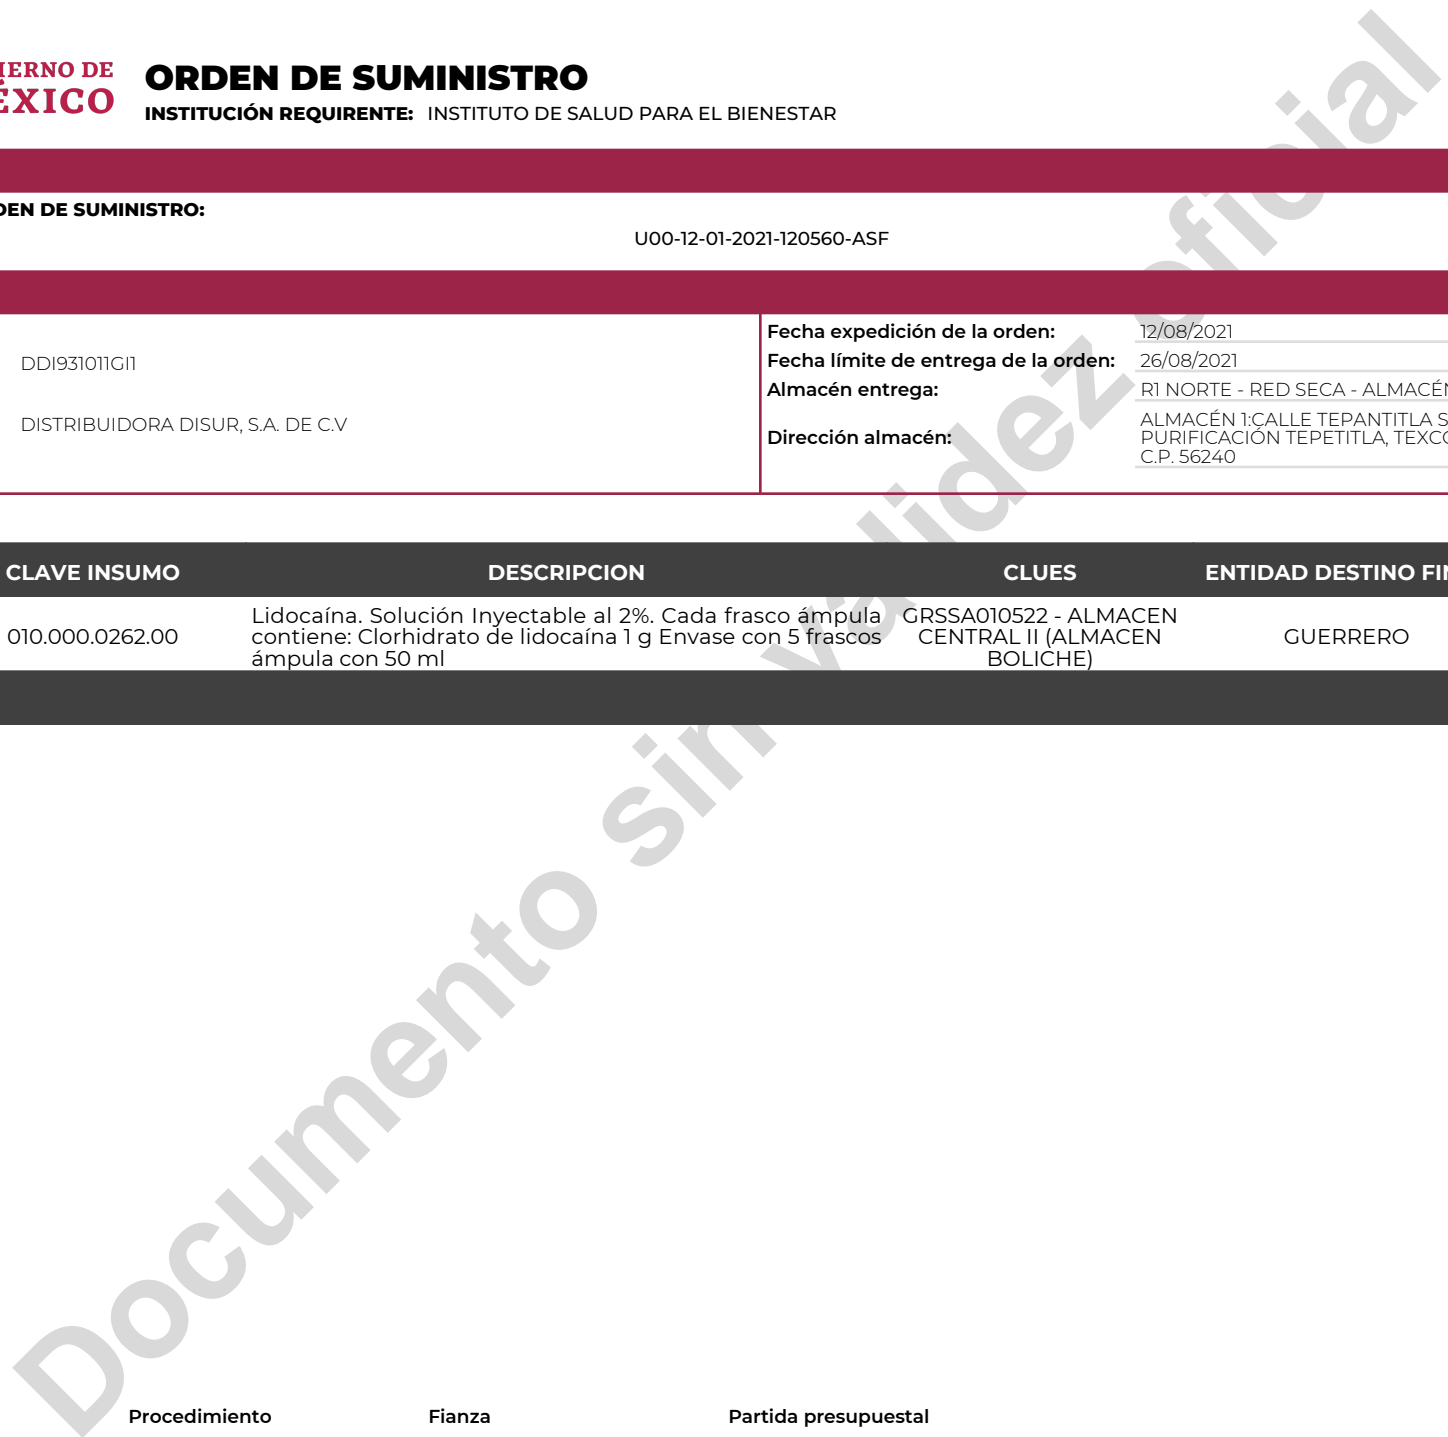 IERNO DE
ÉXICO
ORDEN DE SUMINISTRO
INSTITUCIÓN REQUIRENTE: INSTITUTO DE SALUD PARA EL BIENESTAR
DEN DE SUMINISTRO:
U00-12-01-2021-120560-ASF
DDI931011GI1
DISTRIBUIDORA DISUR, S.A. DE C.V
Fecha expedición de la orden: 12/08/2021
Fecha límite de entrega de la orden: 26/08/2021
Almacén entrega: R1 NORTE - RED SECA - ALMACÉN
Dirección almacén: ALMACÉN 1:CALLE TEPANTITLA S
PURIFICACIÓN TEPETITLA, TEXCO
C.P. 56240
CLAVE INSUMO DESCRIPCION CLUES ENTIDAD DESTINO FIN
010.000.0262.00
Lidocaína. Solución Inyectable al 2%. Cada frasco ámpula
contiene: Clorhidrato de lidocaína 1 g Envase con 5 frascos
ámpula con 50 ml
GRSSA010522 - ALMACEN
CENTRAL II (ALMACEN
BOLICHE)
GUERRERO
Documento sin validez oficial
Procedimiento Fianza Partida presupuestal